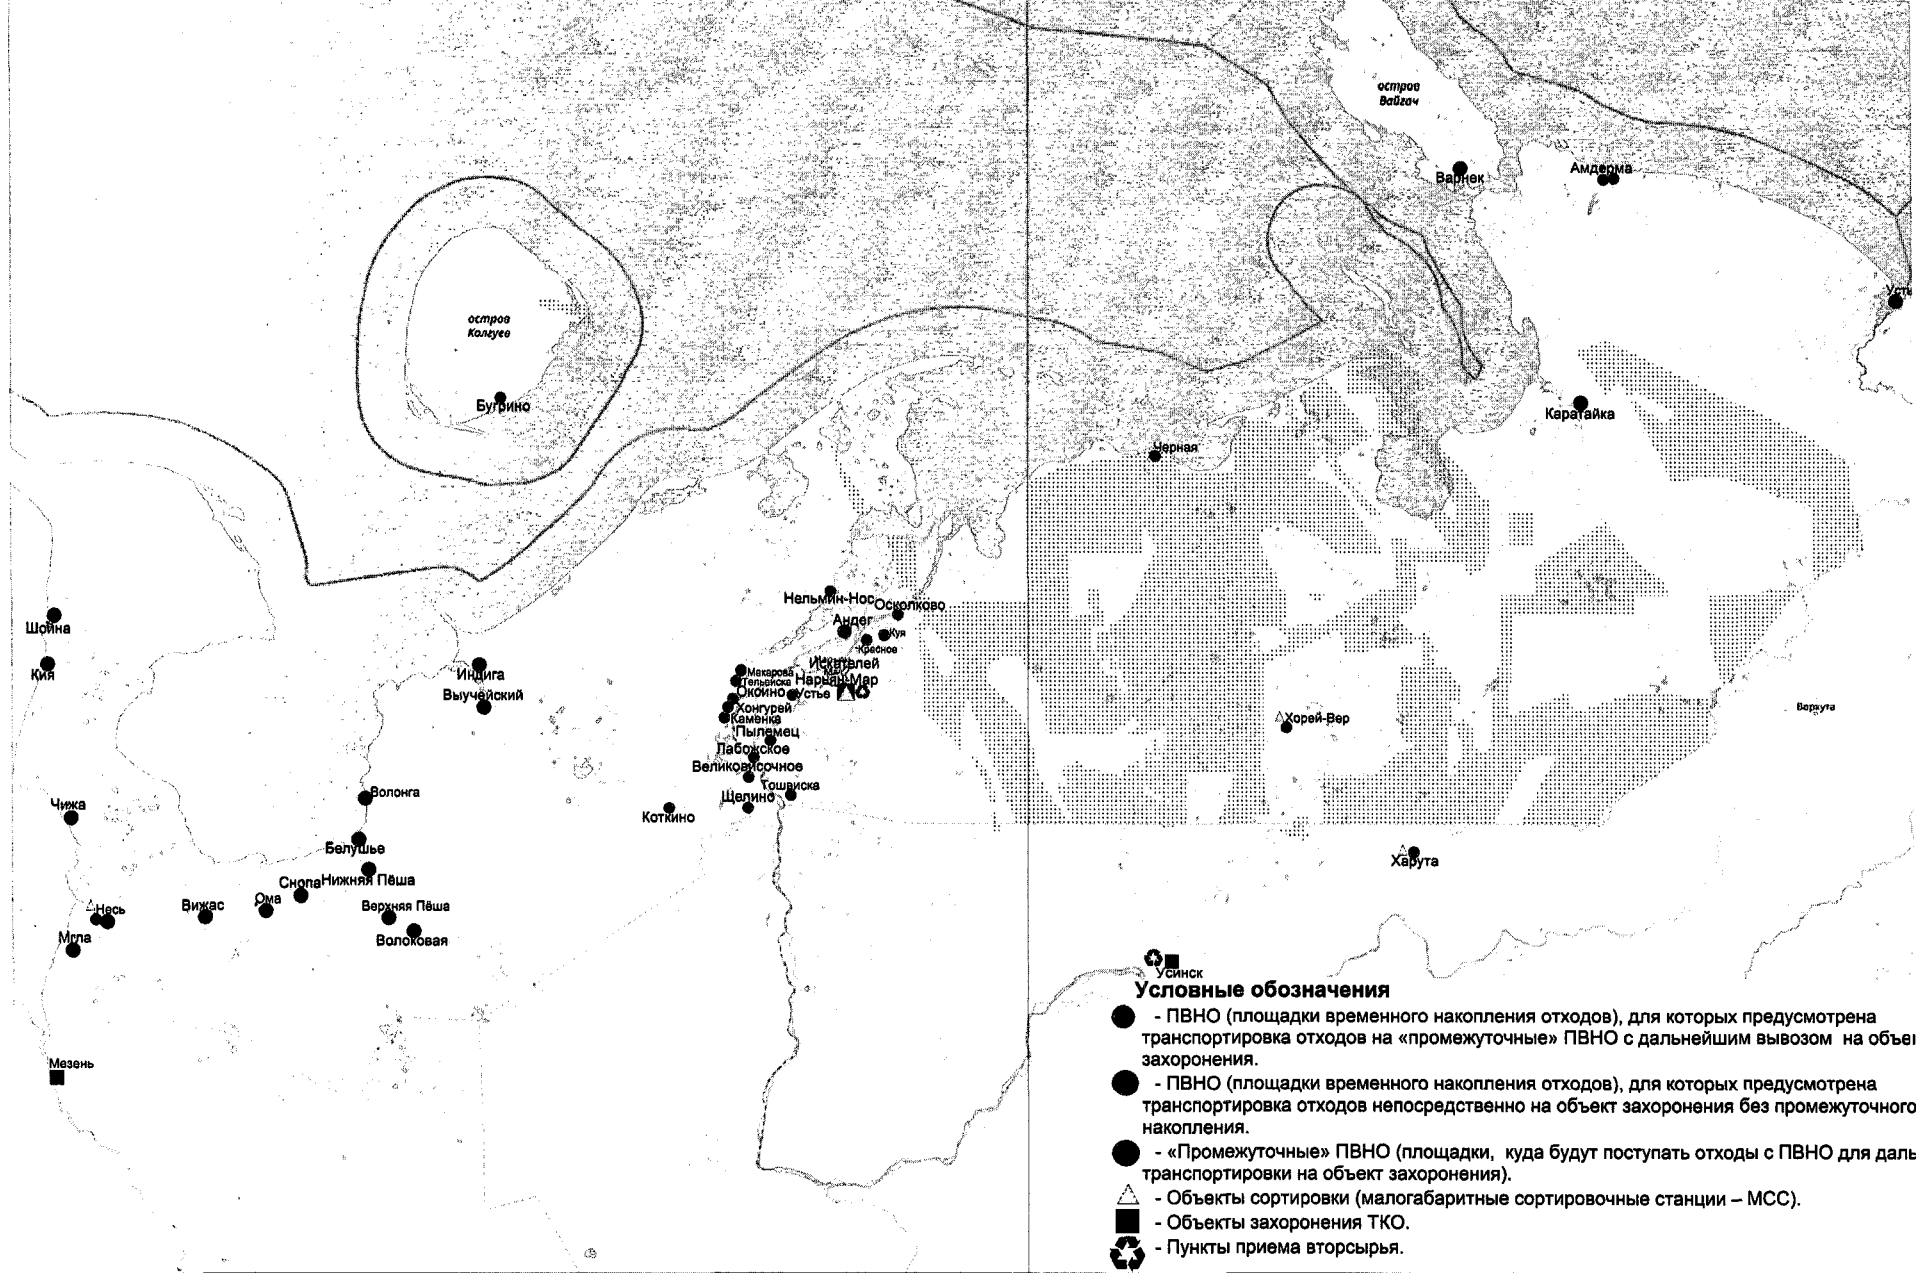 остров
Вайгач
Варнек
Амдерма
остров
Колгуев
Бугрино
Каратайка
Черная
Нельмин-Нос
Осколково
Андег
Куя
Красное
Шойна
Кия
Индига
Выучейский
Искателей
Нарьян-Мар
Макарова
Тельвиска
Оксино
Устье
Хонгурей
Каменка
Пылемец
Лабожское
Великовисочное
Тошвиска
Щелино
Коткино
Хорей-Вер
Воркута
Волонга
Чижа
Белушье
Харута
Нижняя Пёша
Снопа
Ома
Вижас
Верхняя Пёша
Несь
Мгла
Волоковая
Усинск
Мезень
Условные обозначения
- ПВНО (площадки временного накопления отходов), для которых предусмотрена
транспортировка отходов на «промежуточные» ПВНО с дальнейшим вывозом на объе
захоронения.
- ПВНО (площадки временного накопления отходов), для которых предусмотрена
транспортировка отходов непосредственно на объект захоронения без промежуточного
накопления.
- «Промежуточные» ПВНО (площадки, куда будут поступать отходы с ПВНО для даль
транспортировки на объект захоронения).
- Объекты сортировки (малогабаритные сортировочные станции – МСС).
- Объекты захоронения ТКО.
- Пункты приема вторсырья.